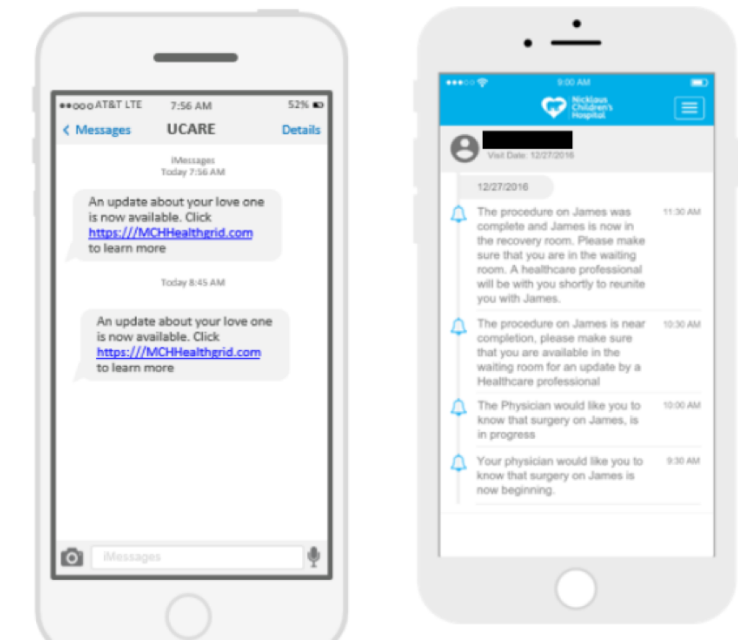 AT&T LTE 7:56 AM 52%
< Messages UCARE Details
iMessages
Today 7:56 AM
An update about your love one
is now available. Click
https:///MCHHealthgrid.com
to learn more
Today 8:45 AM
An update about your love one
is now available. Click
https:///MCHHealthgrid.com
to learn more
iMessages
9:00 AM
Nicklaus
Children's
Hospital
Visit Date: 12/27/2016
12/27/2016
The procedure on James was 11:30 AM
complete and James is now in
the recovery room. Please make
sure that you are in the waiting
room. A healthcare professional
will be with you shortly to reunite
you with James.
The procedure on James is near 10:30 AM
completion, please make sure
that you are available in the
waiting room for an update by a
Healthcare professional
The Physician would like you to 10:00 AM
know that surgery on James, is
in progress
Your physician would like you to 9:30 AM
know that surgery on James is
now beginning.